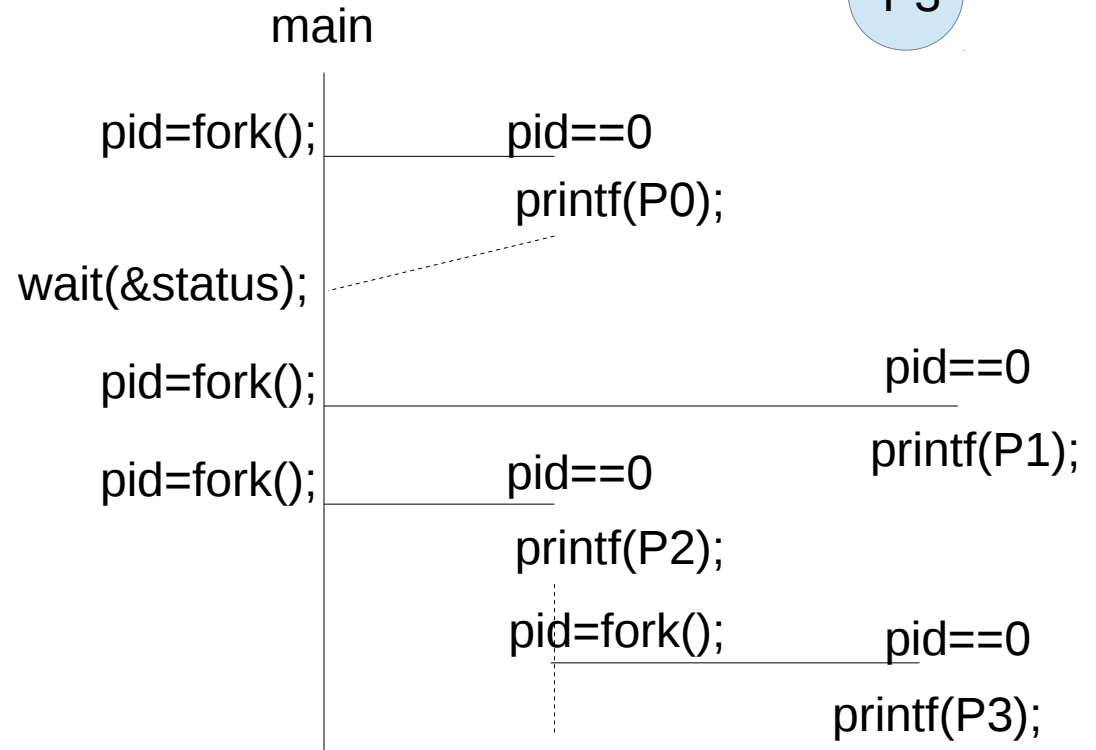 P3
main
pid=fork();
pid==0
printf(P0);
wait(&status);
pid==0
pid=fork();
printf(P1);
pid==0
pid=fork();
printf(P2);
pid=fork();
pid==0
printf(P3);